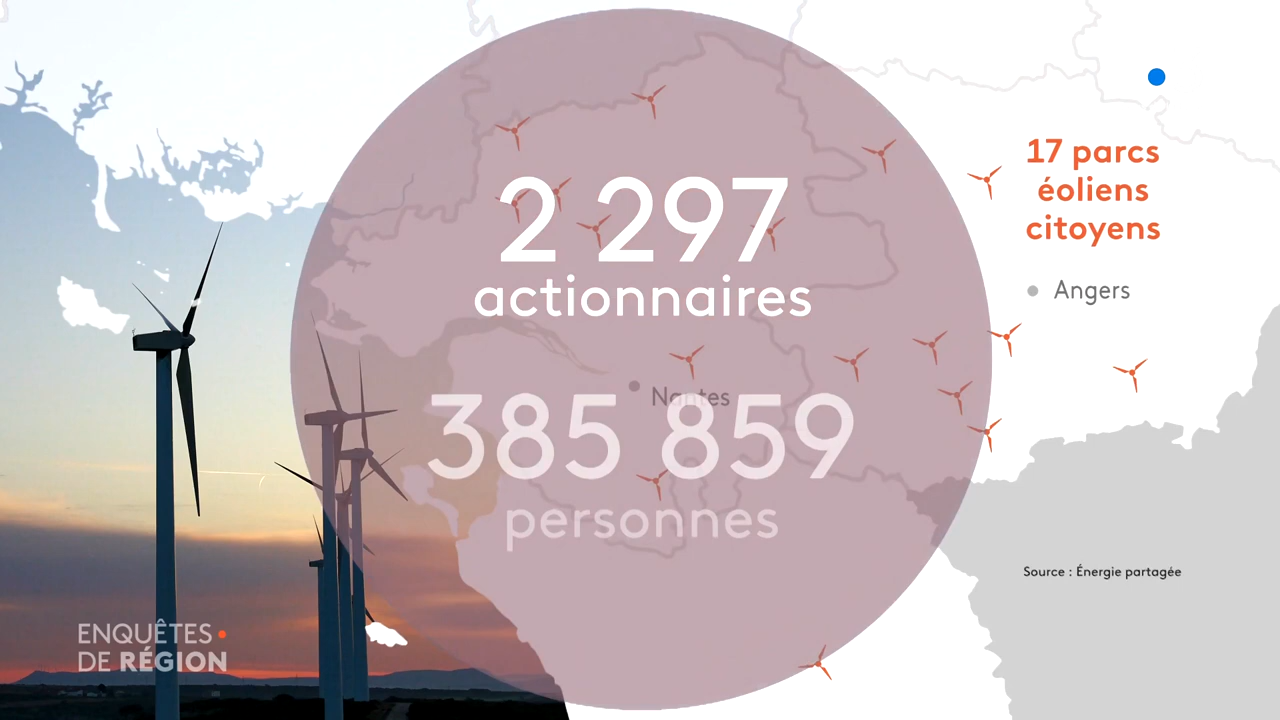 2 297
actionnaires
385 859
personnes
Nantes
17 parcs
éoliens
citoyens
Angers
Source : Énergie partagée
ENQUÊTES
DE RÉGION